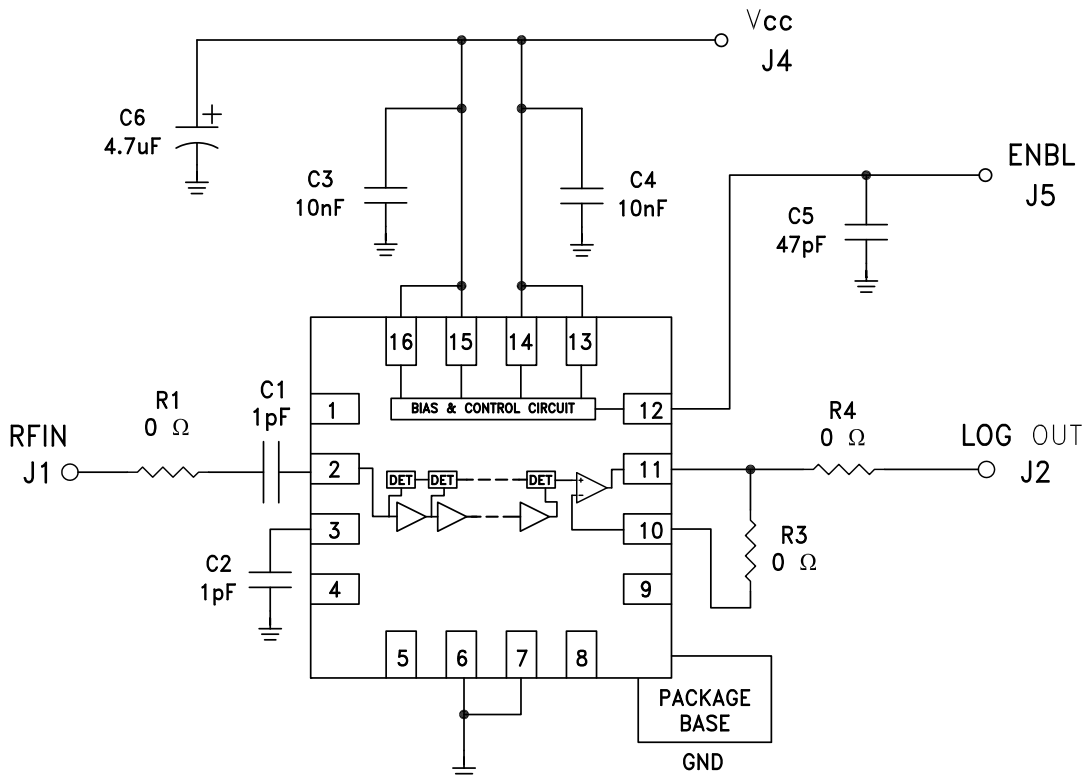 Vcc
J4
C6
4.7uF
+
C3
10nF
C4
10nF
ENBL
J5
C5
47pF
16
15
14
13
BIAS & CONTROL CIRCUIT
1
12
R1
0 Ω
C1
1pF
R4
0 Ω
RFIN
J1
LOG OUT
J2
2
11
DET
DET
DET
+
-
3
10
R3
0 Ω
C2
1pF
4
9
5
6
7
8
PACKAGE
BASE
GND